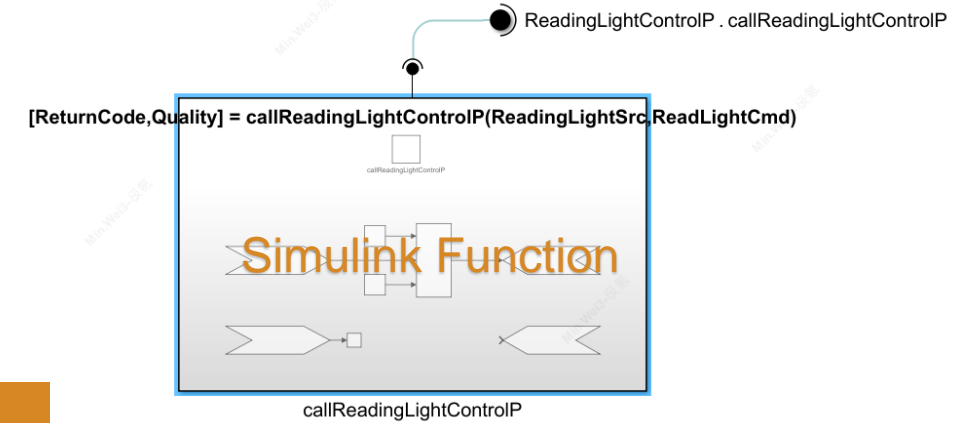 ReadingLightControlP . callReadingLightControlP
[ReturnCode,Quality] = callReadingLightControlP(ReadingLightSrc,ReadLightCmd)
callReadingLightControlP
Simulink Function
callReadingLightControlP